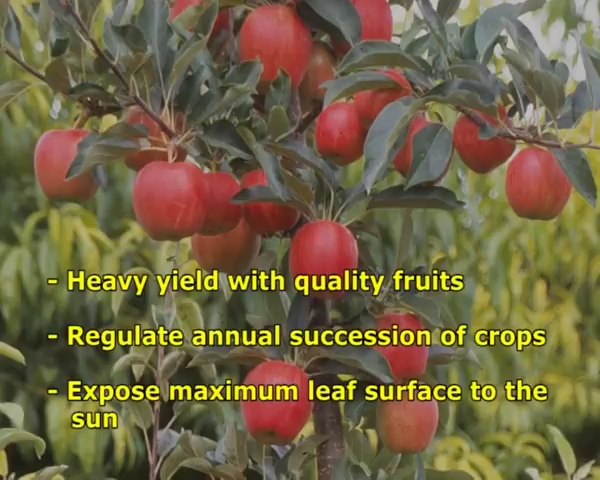 - Heavy yield with quality fruits
- Regulate annual succession of crops
- Expose maximum leaf surface to the
sun